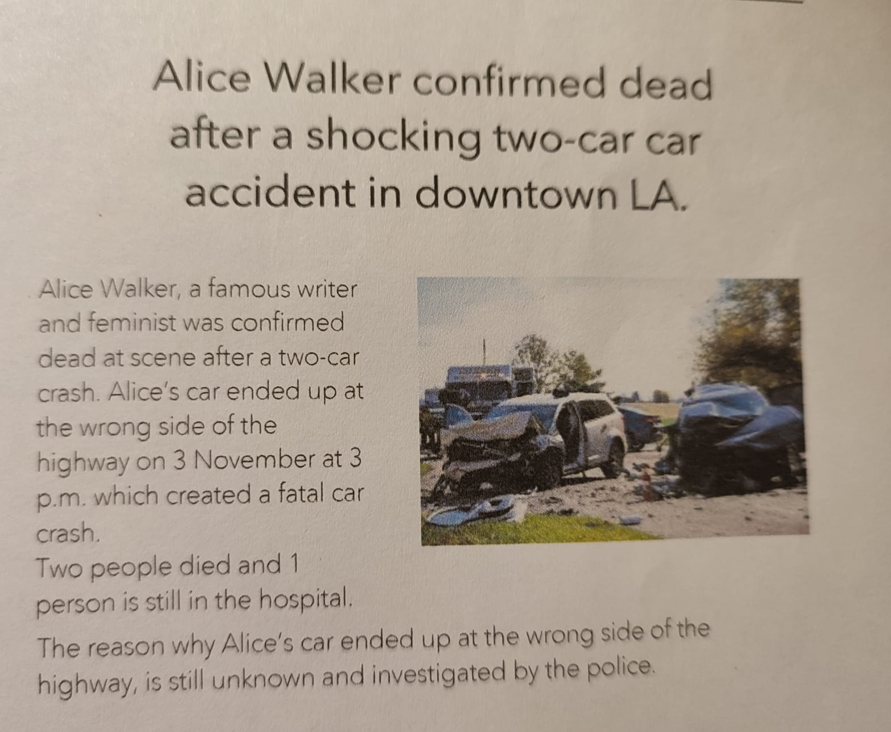 Alice Walker confirmed dead
after a shocking two-car car
accident in downtown LA.
Alice Walker, a famous writer
and feminist was confirmed
dead at scene after a two-car
crash. Alice's car ended up at
the wrong side of the
highway on 3 November at 3
p.m. which created a fatal car
crash.
Two people died and 1
person is still in the hospital.
The reason why Alice's car ended up at the wrong side of the
highway, is still unknown and investigated by the police.